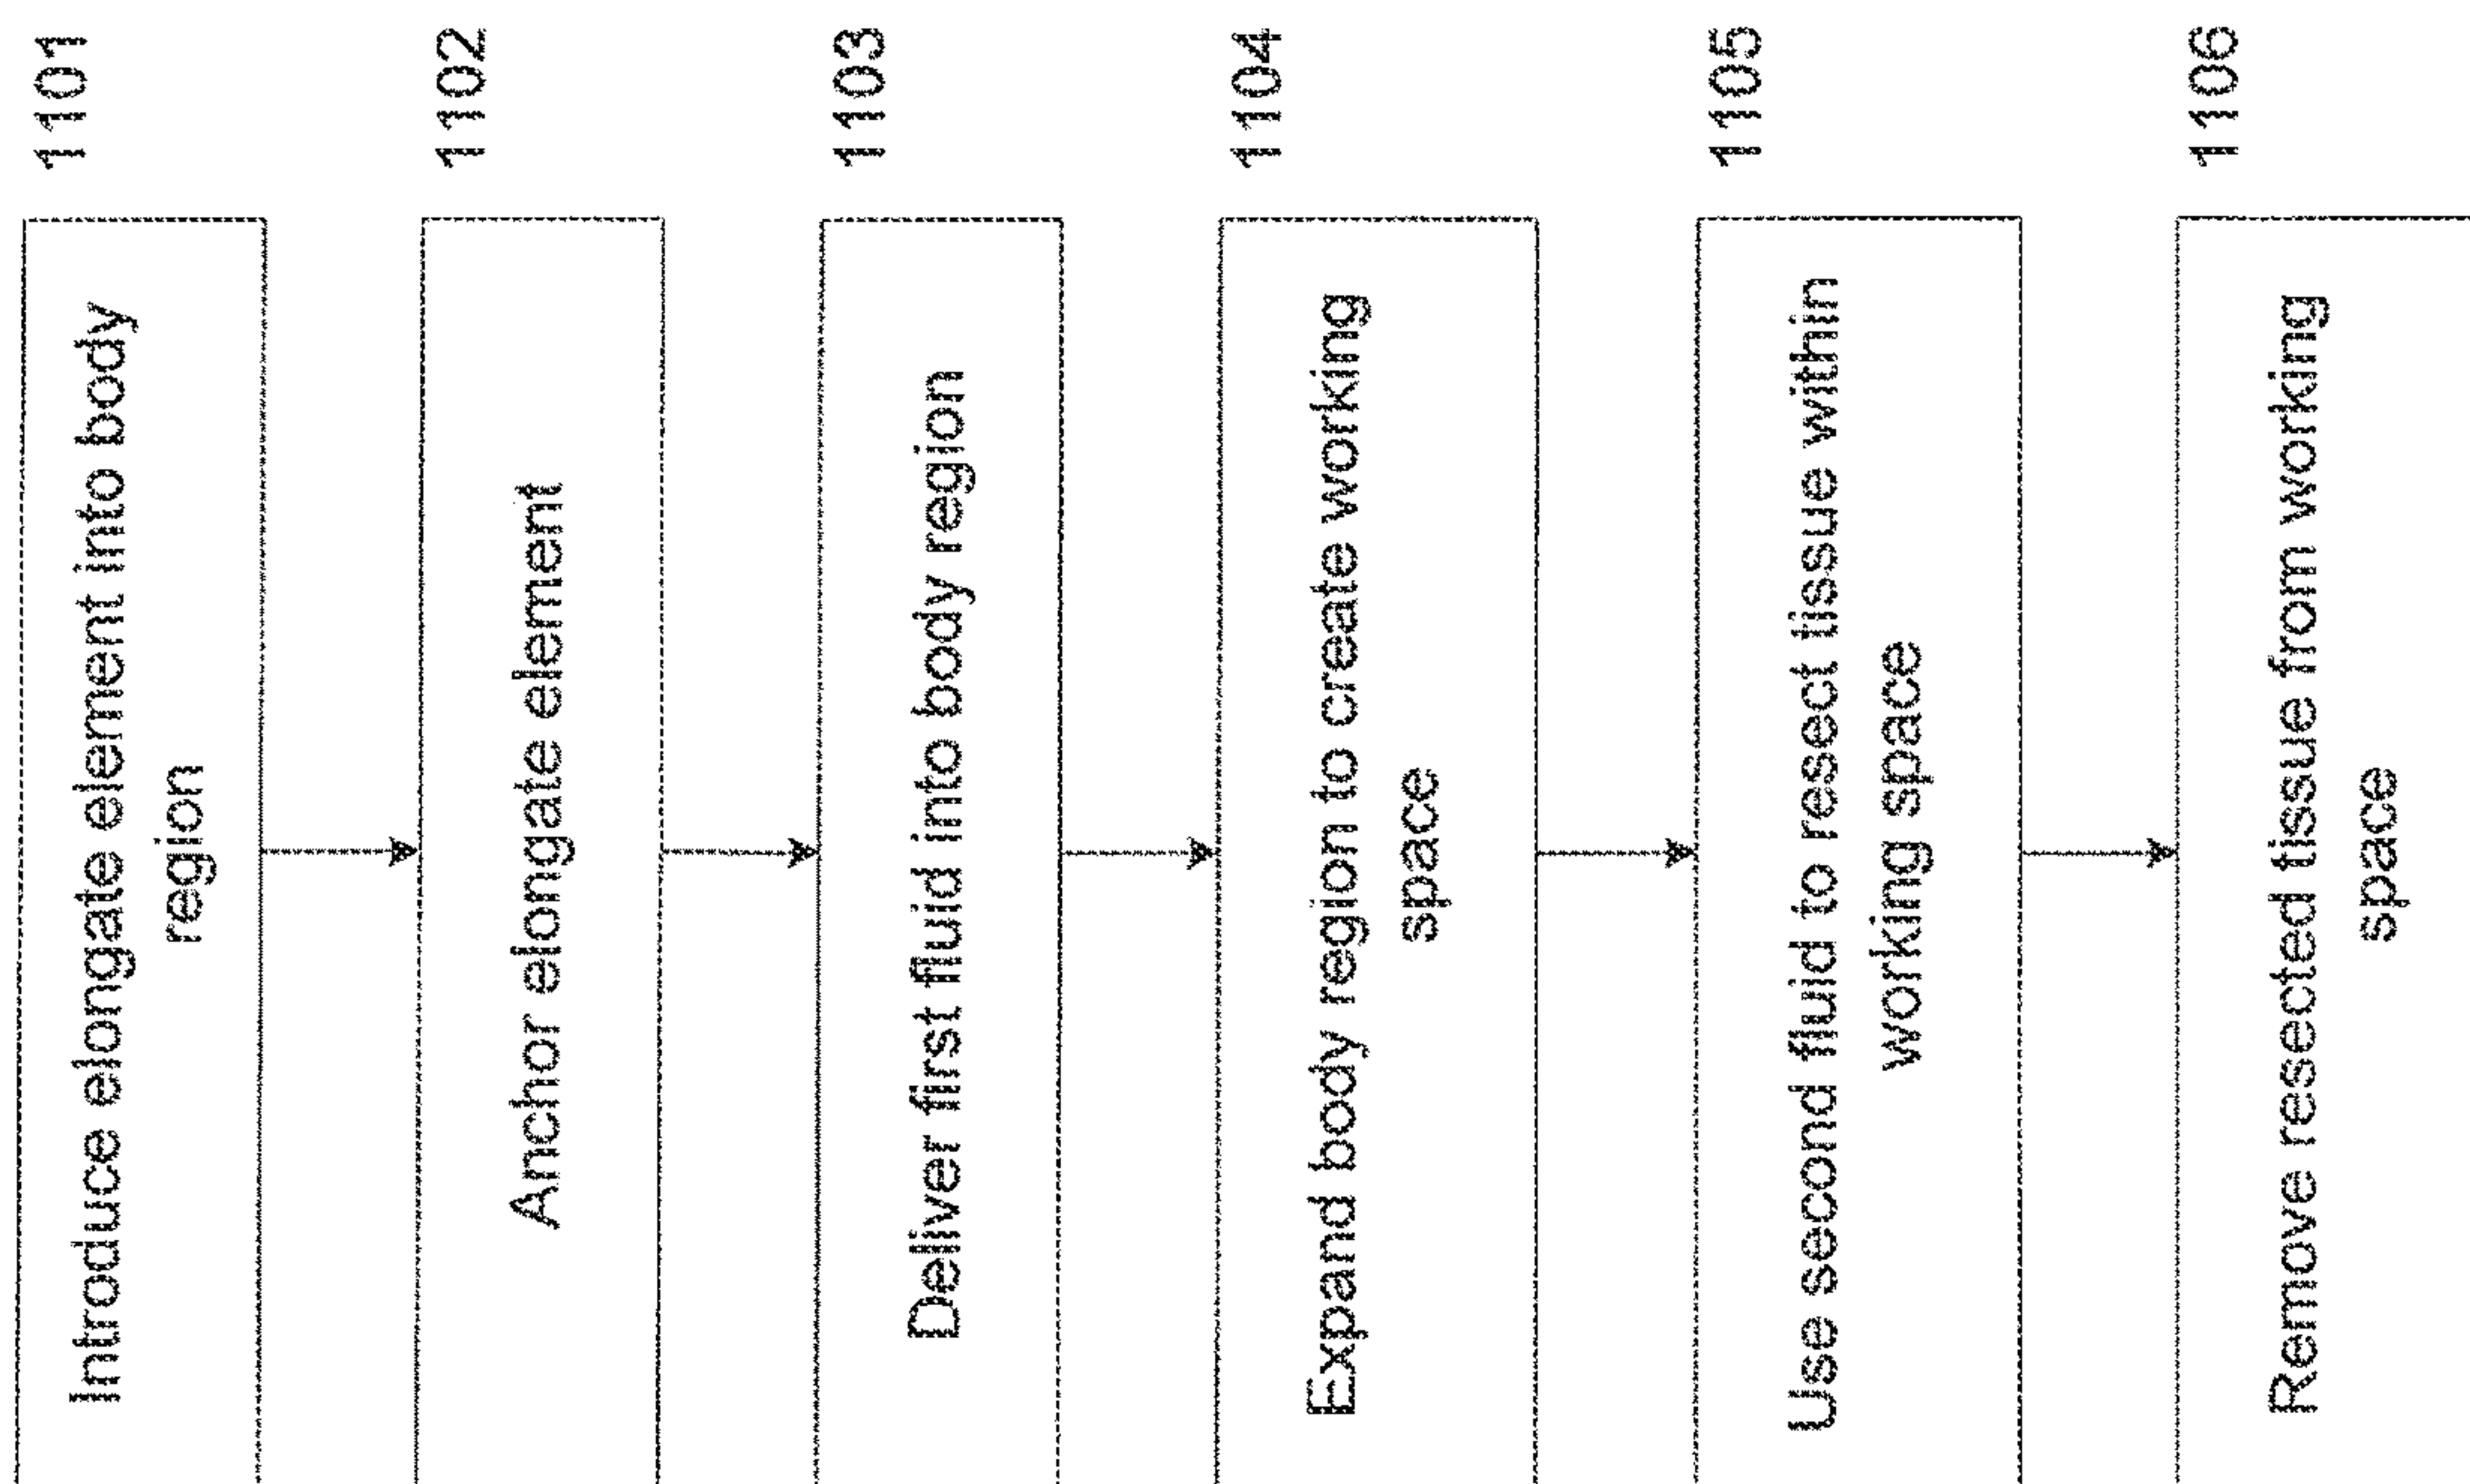 Introduce elongate element into body
region
1101
Anchor elongate element
1102
Deliver first fluid into body region
1103
Expand body region to create working
space
1104
Use second fluid to resect tissue within
working space
1105
Remove resected tissue from working
space
1106